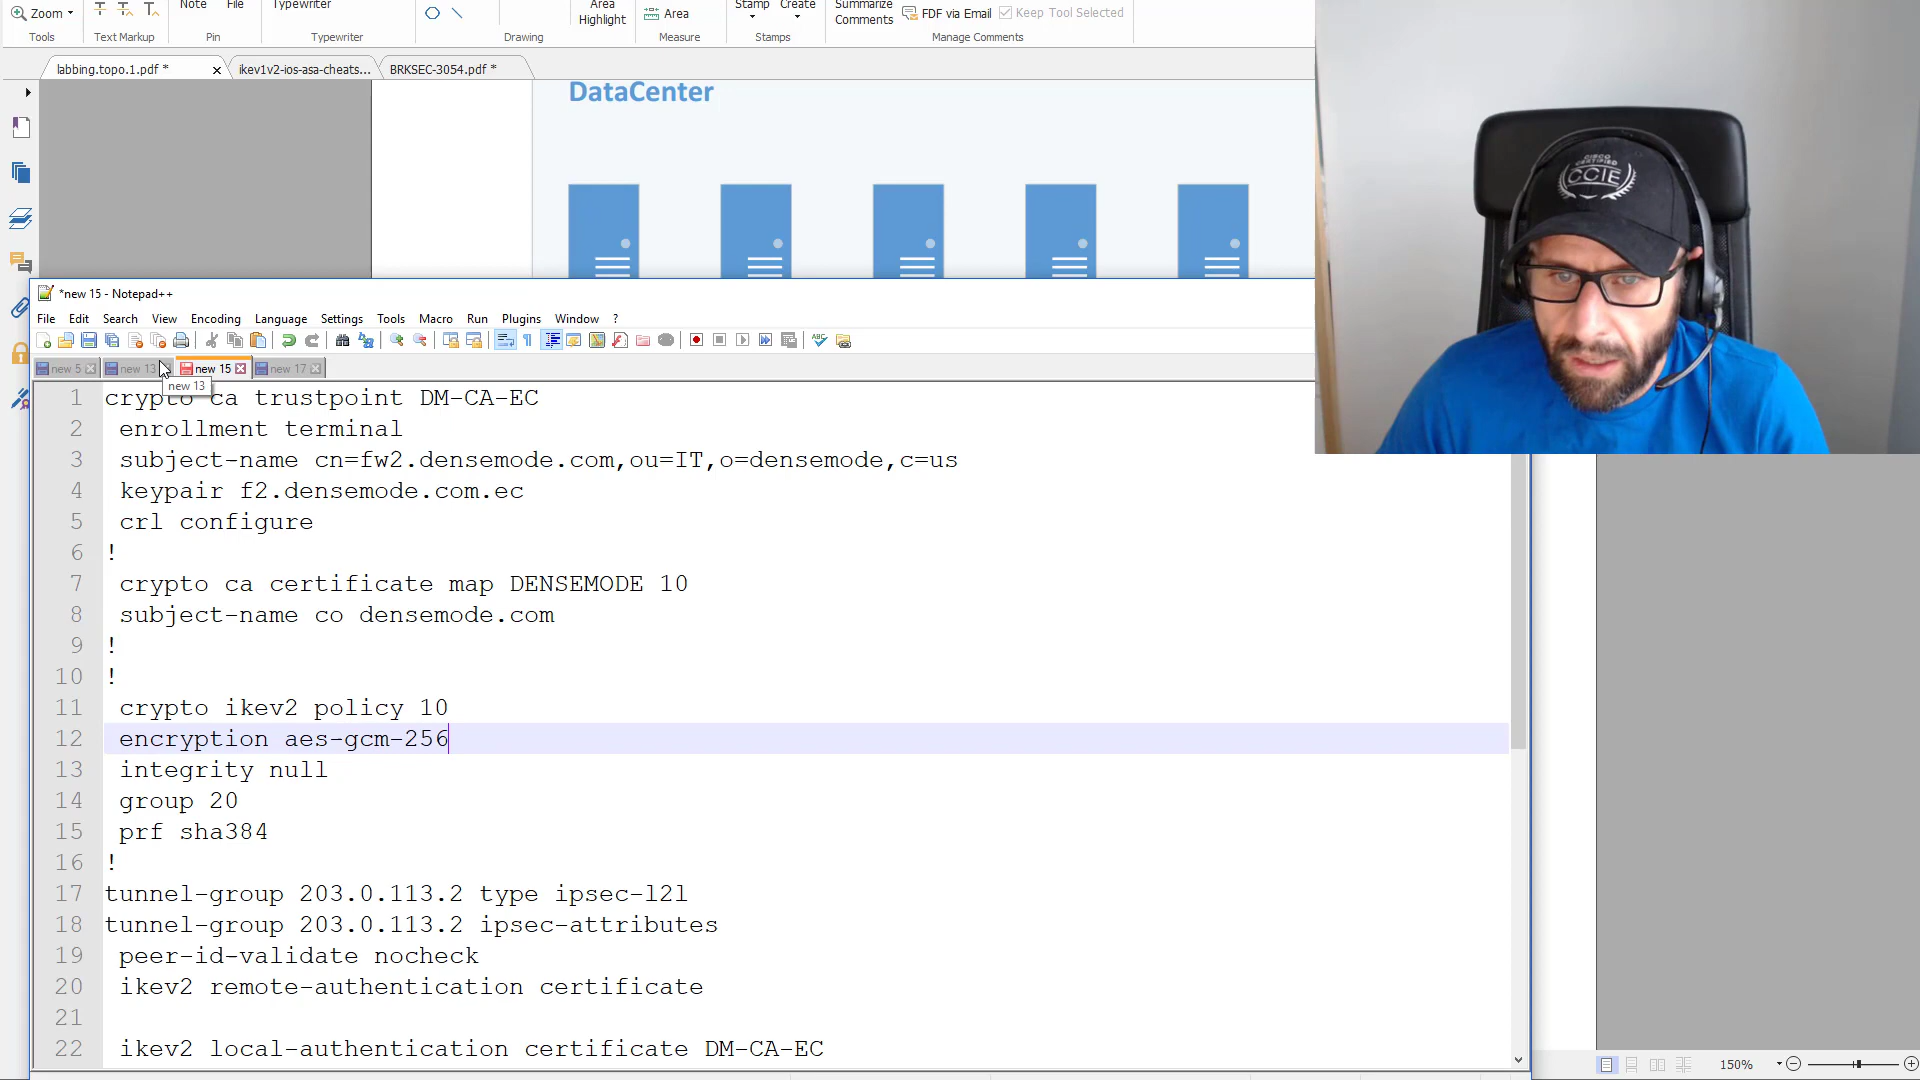 Zoom
Note
File
Typewriter
Area
Highlight
Area
Stamp
Create
Summarize
Comments
FDF via Email
Keep Tool Selected
Tools
Text Markup
Pin
Typewriter
Drawing
Measure
Stamps
Manage Comments
labbing.topo.1.pdf *
ikev1v2-ios-asa-cheats...
BRKSEC-3054.pdf *
DataCenter
CISCO
CERTIFIED
CCIE
*new 15 - Notepad++
File Edit Search View Encoding Language Settings Tools Macro Run Plugins Window ?
new 5
new 13
new 15
new 17
new 13
1 crypto ca trustpoint DM-CA-EC
2 enrollment terminal
3 subject-name cn=fw2.densemode.com,ou=IT,o=densemode,c=us
4 keypair f2.densemode.com.ec
5 crl configure
6 !
7 crypto ca certificate map DENSEMODE 10
8 subject-name co densemode.com
9 !
10 !
11 crypto ikev2 policy 10
12 encryption aes-gcm-256
13 integrity null
14 group 20
15 prf sha384
16 !
17 tunnel-group 203.0.113.2 type ipsec-l2l
18 tunnel-group 203.0.113.2 ipsec-attributes
19 peer-id-validate nocheck
20 ikev2 remote-authentication certificate
21
22 ikev2 local-authentication certificate DM-CA-EC
150%